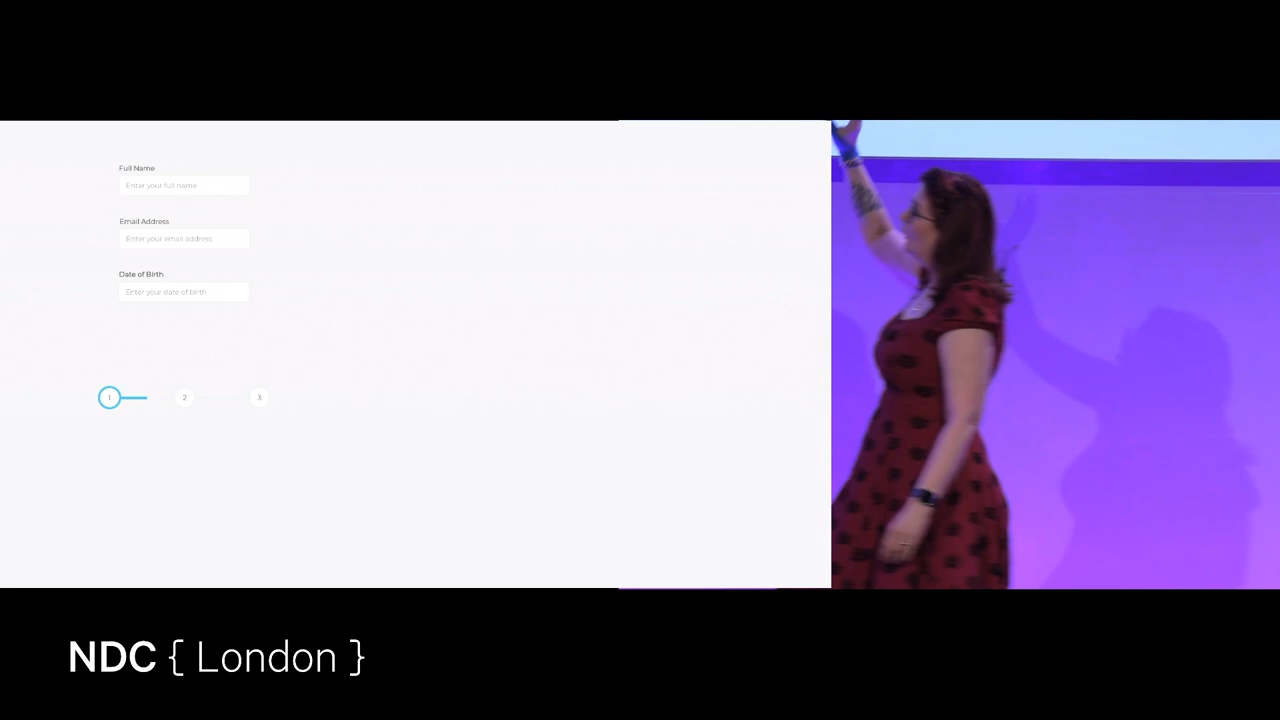 Full Name
Enter your full name
Email Address
Enter your email address
Date of Birth
Enter your date of birth
1 2 3
NDC { London }